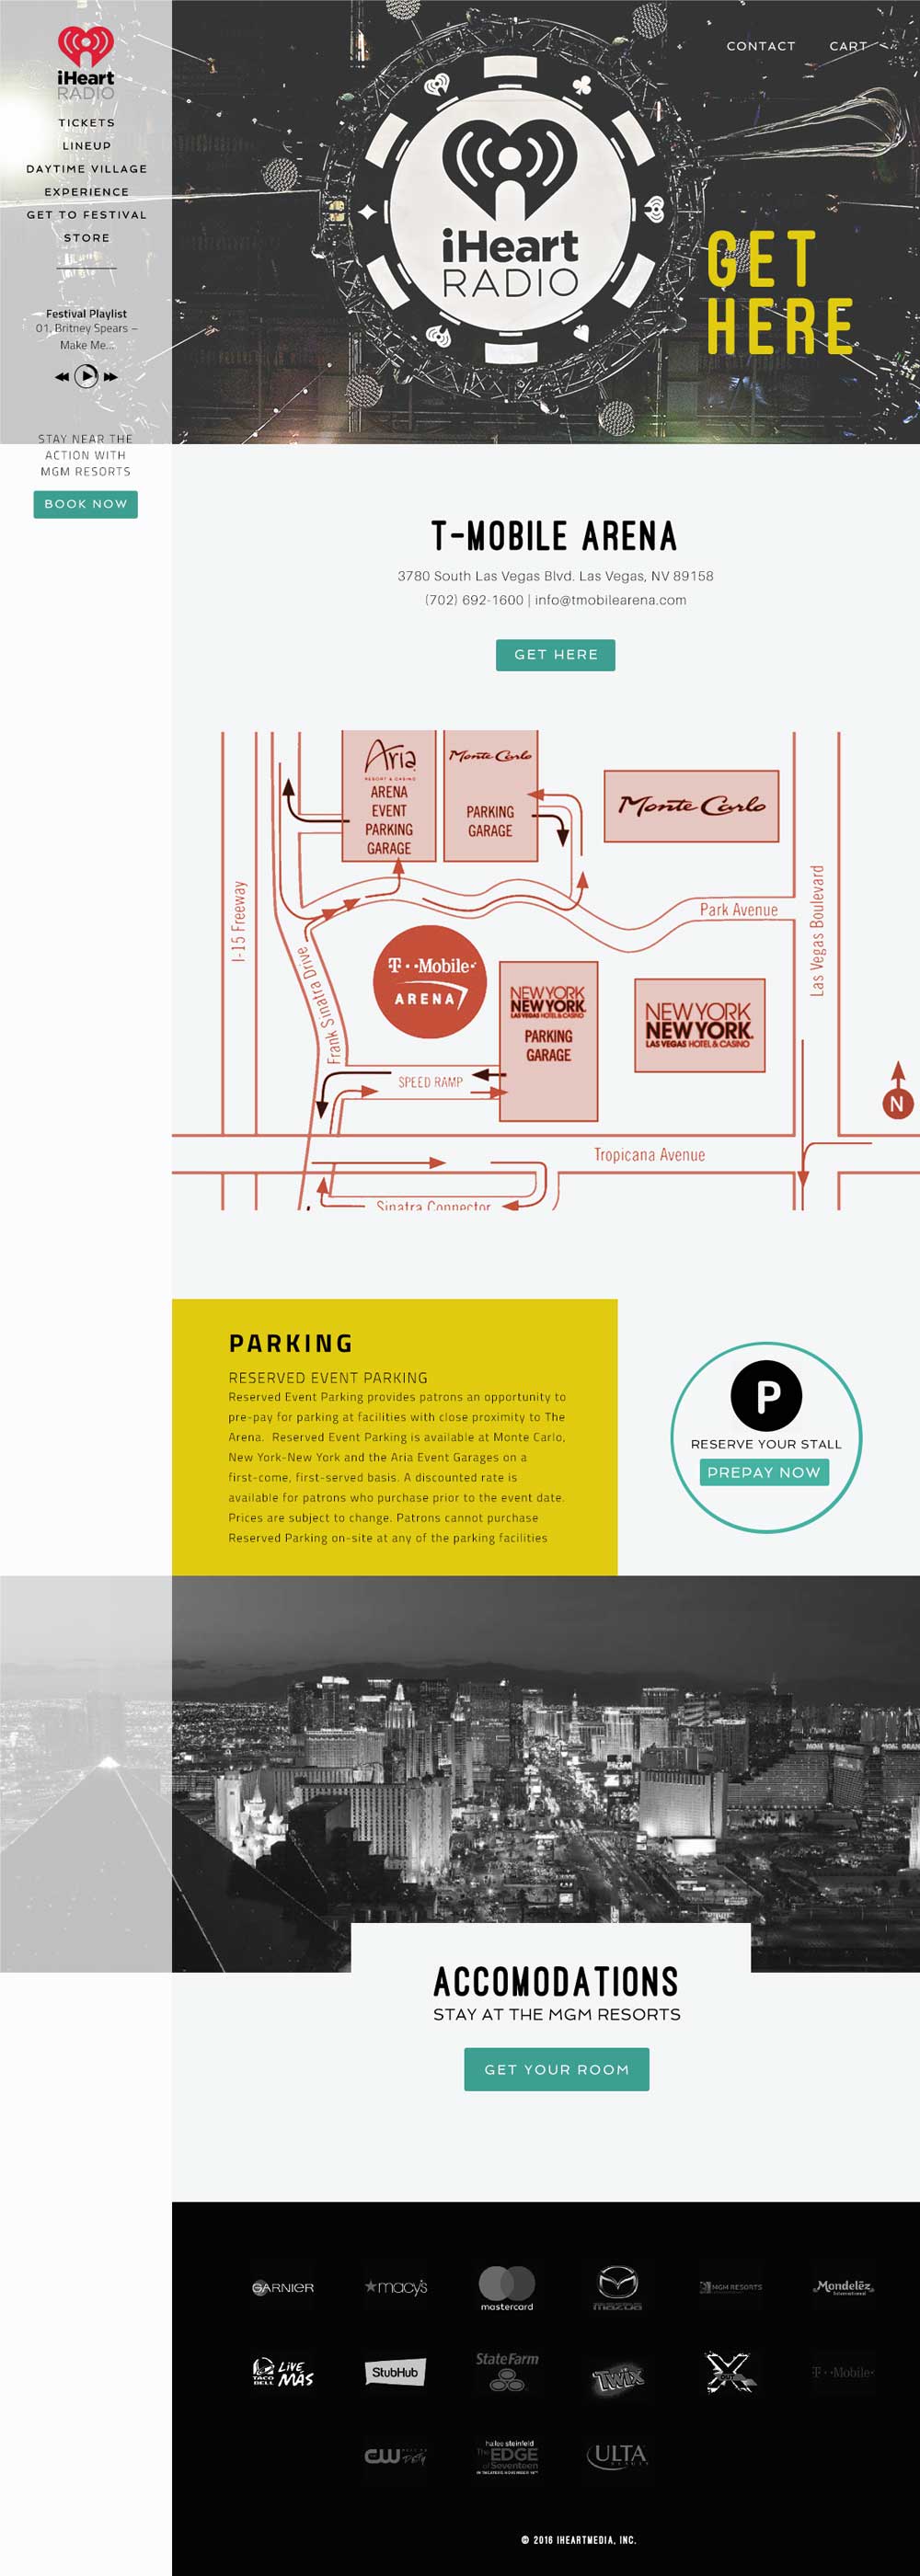 iHeart
RADIO
TICKETS
LINEUP
DAYTIME VILLAGE
EXPERIENCE
GET TO FESTIVAL
STORE
Festival Playlist
01. Britney Spears –
Make Me...
STAY NEAR THE
ACTION WITH
MGM RESORTS
BOOK NOW
CONTACT
CART
iHeart
RADIO
GET
HERE
T-MOBILE ARENA
3780 South Las Vegas Blvd. Las Vegas, NV 89158
(702) 692-1600 | info@tmobilearena.com
GET HERE
Aria
RESORT & CASINO
ARENA
EVENT
PARKING
GARAGE
Monte Carlo
PARKING
GARAGE
Monte Carlo
I-15 Freeway
Park Avenue
Las Vegas Boulevard
Frank Sinatra Drive
T··Mobile·
ARENA
NEW YORK
NEW YORK
LAS VEGAS HOTEL & CASINO
PARKING
GARAGE
NEW YORK
NEW YORK
LAS VEGAS HOTEL & CASINO
SPEED RAMP
N
Tropicana Avenue
Sinatra Connector
PARKING
RESERVED EVENT PARKING
Reserved Event Parking provides patrons an opportunity to
pre-pay for parking at facilities with close proximity to The
Arena.  Reserved Event Parking is available at Monte Carlo,
New York-New York and the Aria Event Garages on a
first-come, first-served basis. A discounted rate is
available for patrons who purchase prior to the event date.
Prices are subject to change. Patrons cannot purchase
Reserved Parking on-site at any of the parking facilities
P
RESERVE YOUR STALL
PREPAY NOW
ACCOMODATIONS
STAY AT THE MGM RESORTS
GET YOUR ROOM
GARNIER
macy's
mastercard
mazda
MGM RESORTS
Mondelēz
International
TACO
BELL
LIVE
MÁS
StubHub
State Farm
Twix
X
T··Mobile·
CW
hailee steinfeld
The EDGE
of Seventeen
IN THEATERS NOVEMBER 18TH
ULTA
BEAUTY
© 2016 IHEARTMEDIA, INC.